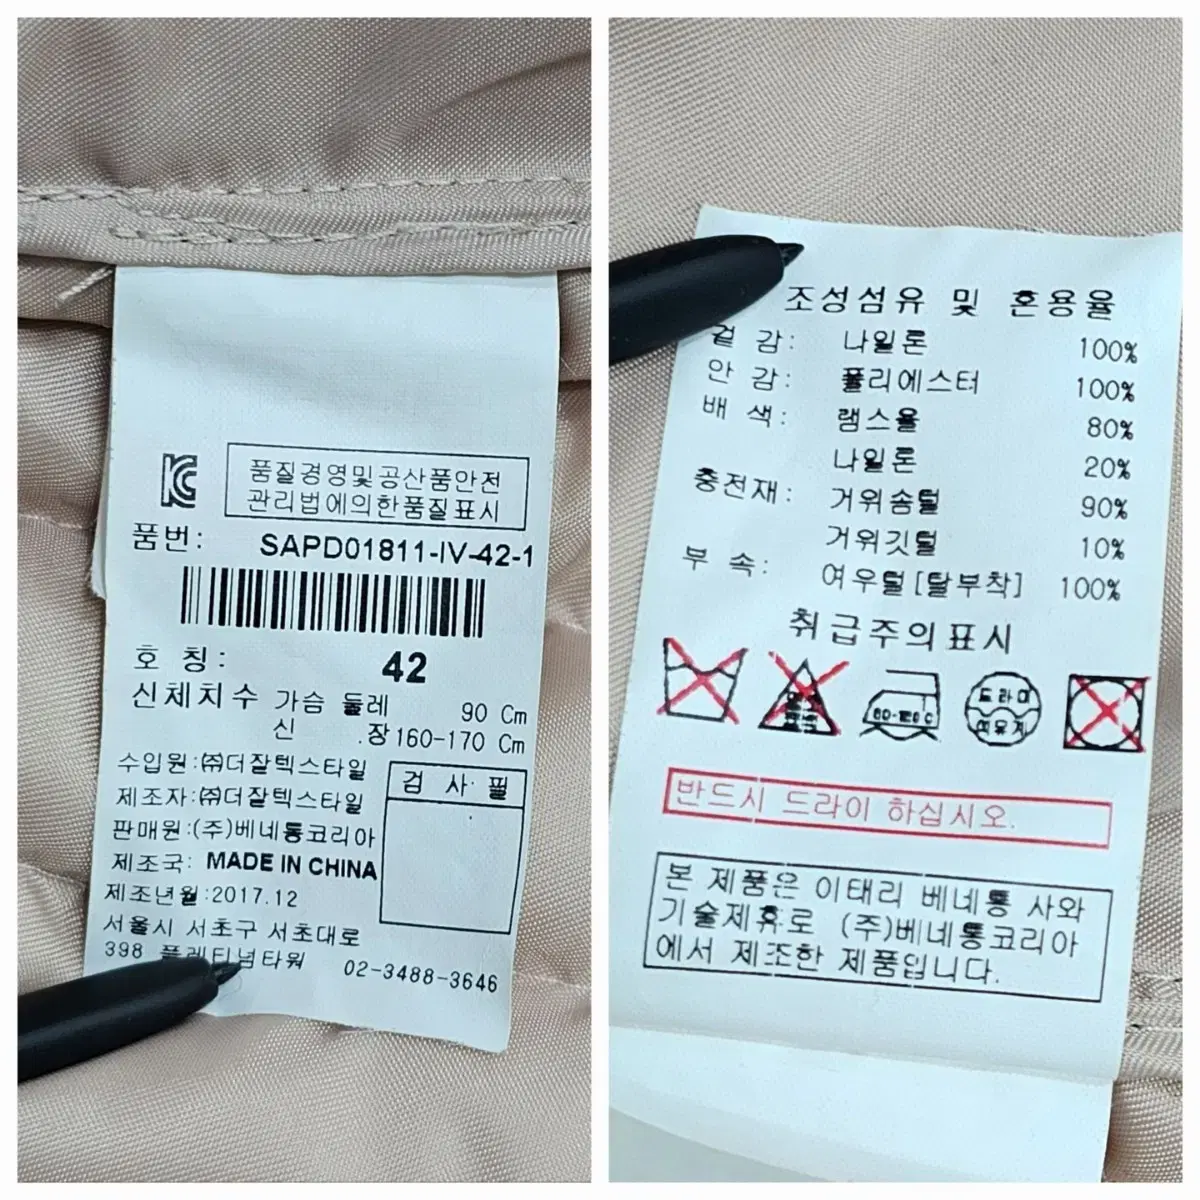 KC
품질경영및공산품안전
관리법에의한품질표시
품번: SAPD01811-IV-42-1
호 칭: 42
신체치수 가슴 둘레 90 Cm
신 장 160-170 Cm
수입원:㈜더잘텍스타일
제조자:㈜더잘텍스타일
판매원:(주)베네통코리아
제조국: MADE IN CHINA
제조년월:2017.12
검 사 필
서울시 서초구 서초대로
398 플래티넘타워 02-3488-3646
조성섬유 및 혼용율
겉 감: 나일론 100%
안 감: 폴리에스터 100%
배 색: 램스울 80%
나일론 20%
충전재: 거위솜털 90%
거위깃털 10%
부 속: 여우털[탈부착] 100%
취급주의표시
드라이
석유계
반드시 드라이 하십시오.
본 제품은 이태리 베네통 사와
기술제휴로 (주)베네통코리아
에서 제조한 제품입니다.